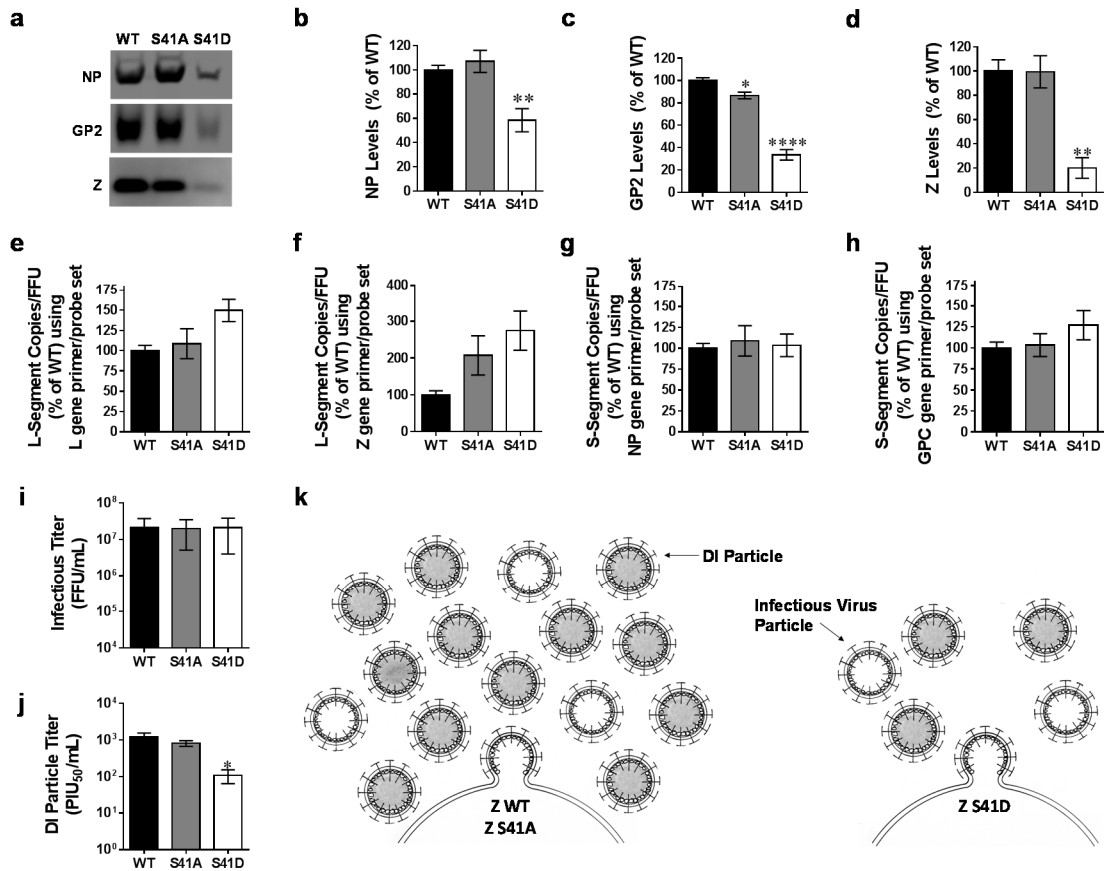 a
WT S41A S41D
NP
GP2
Z
b
NP Levels (% of WT)
120
100
80
60
40
20
0
**
WT S41A S41D
c
GP2 Levels (% of WT)
120
100
80
60
40
20
0
*
****
WT S41A S41D
d
Z Levels (% of WT)
120
100
80
60
40
20
0
**
WT S41A S41D
e
L-Segment Copies/FFU
(% of WT) using
L gene primer/probe set
175
150
125
100
75
50
25
0
WT S41A S41D
f
L-Segment Copies/FFU
(% of WT) using
Z gene primer/probe set
400
300
200
100
0
WT S41A S41D
g
S-Segment Copies/FFU
(% of WT) using
NP gene primer/probe set
175
150
125
100
75
50
25
0
WT S41A S41D
h
S-Segment Copies/FFU
(% of WT) using
GPC gene primer/probe set
175
150
125
100
75
50
25
0
WT S41A S41D
i
Infectious Titer
(FFU/mL)
10⁸
10⁷
10⁶
10⁵
10⁴
WT S41A S41D
j
DI Particle Titer
(PIU₅₀/mL)
10⁴
10³
10²
10¹
10⁰
*
WT S41A S41D
k
DI Particle
Infectious Virus
Particle
Z WT
Z S41A
Z S41D